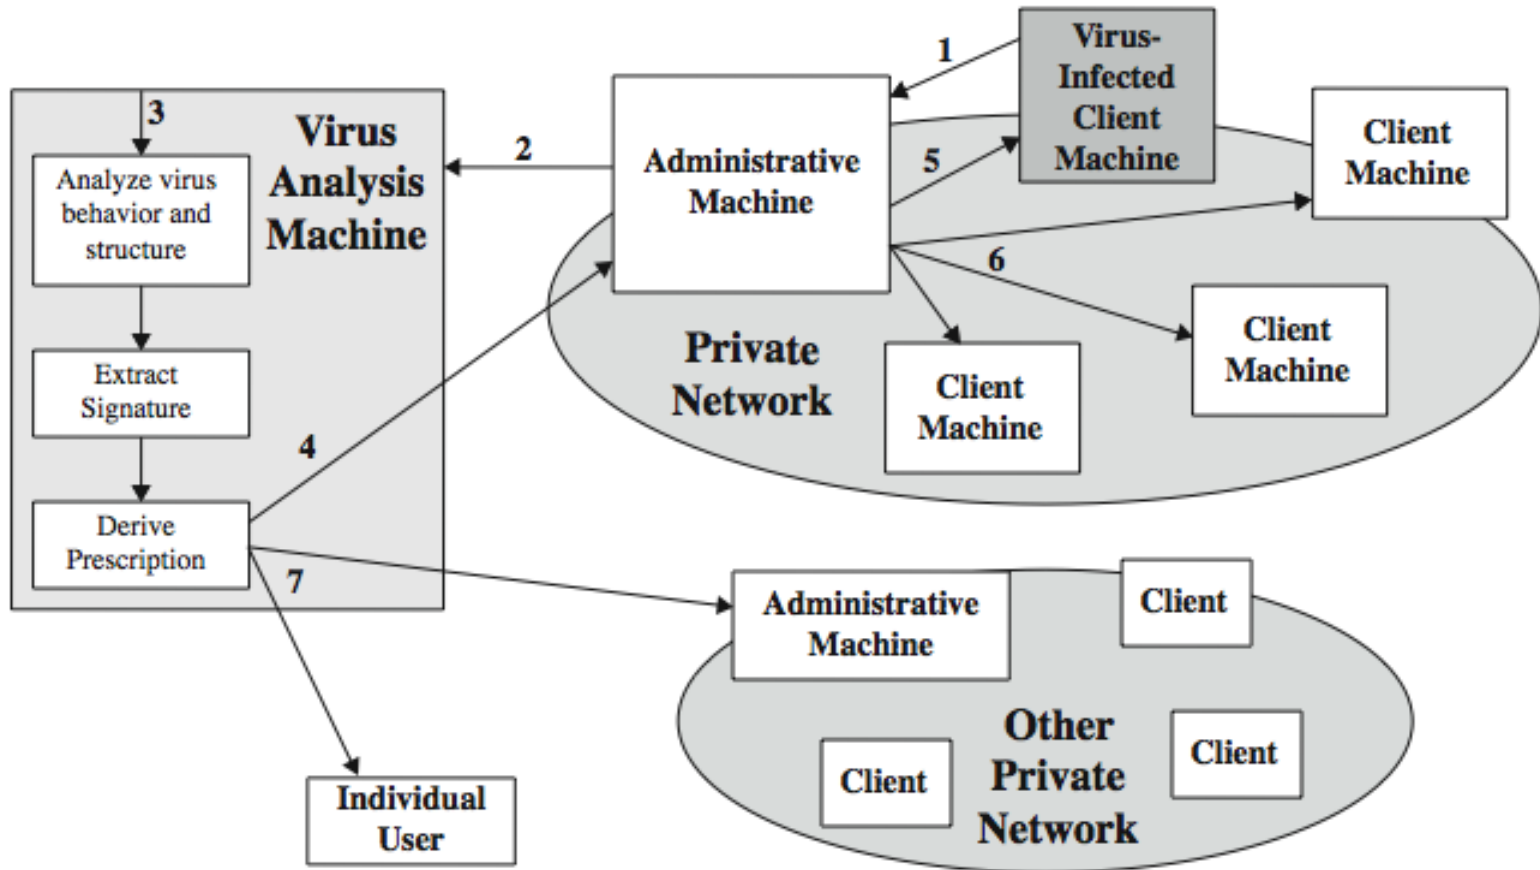 3
Virus
Analysis
Machine
Analyze virus
behavior and
structure
Extract
Signature
Derive
Prescription
2
4
7
1
5
6
Administrative
Machine
Virus-
Infected
Client
Machine
Client
Machine
Client
Machine
Client
Machine
Private
Network
Administrative
Machine
Client
Client
Client
Other
Private
Network
Individual
User